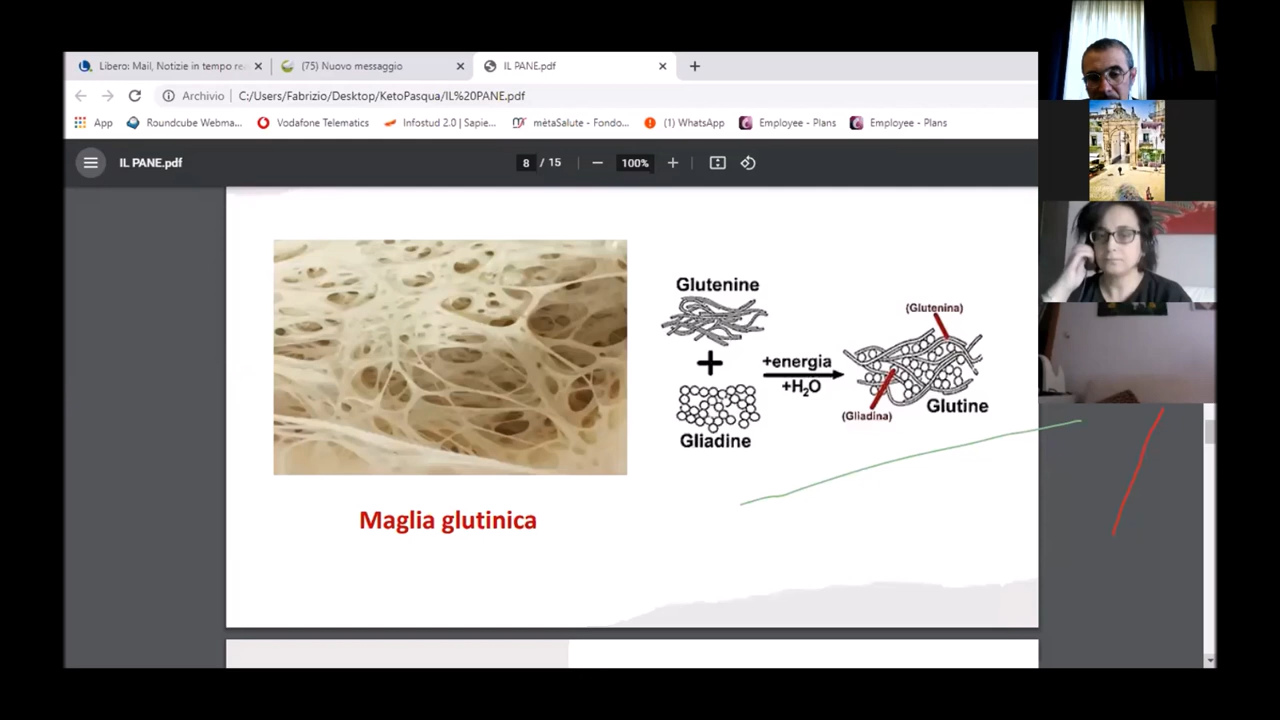 Libero: Mail, Notizie in tempo re
(75) Nuovo messaggio
IL PANE.pdf
Archivio
C:/Users/Fabrizio/Desktop/KetoPasqua/IL%20PANE.pdf
App
Roundcube Webma...
Vodafone Telematics
Infostud 2.0 | Sapie...
mètaSalute - Fondo...
(1) WhatsApp
Employee - Plans
Employee - Plans
IL PANE.pdf
8 / 15
100%
Glutenine
+
Gliadine
+energia
+H₂O
(Glutenina)
(Gliadina)
Glutine
Maglia glutinica